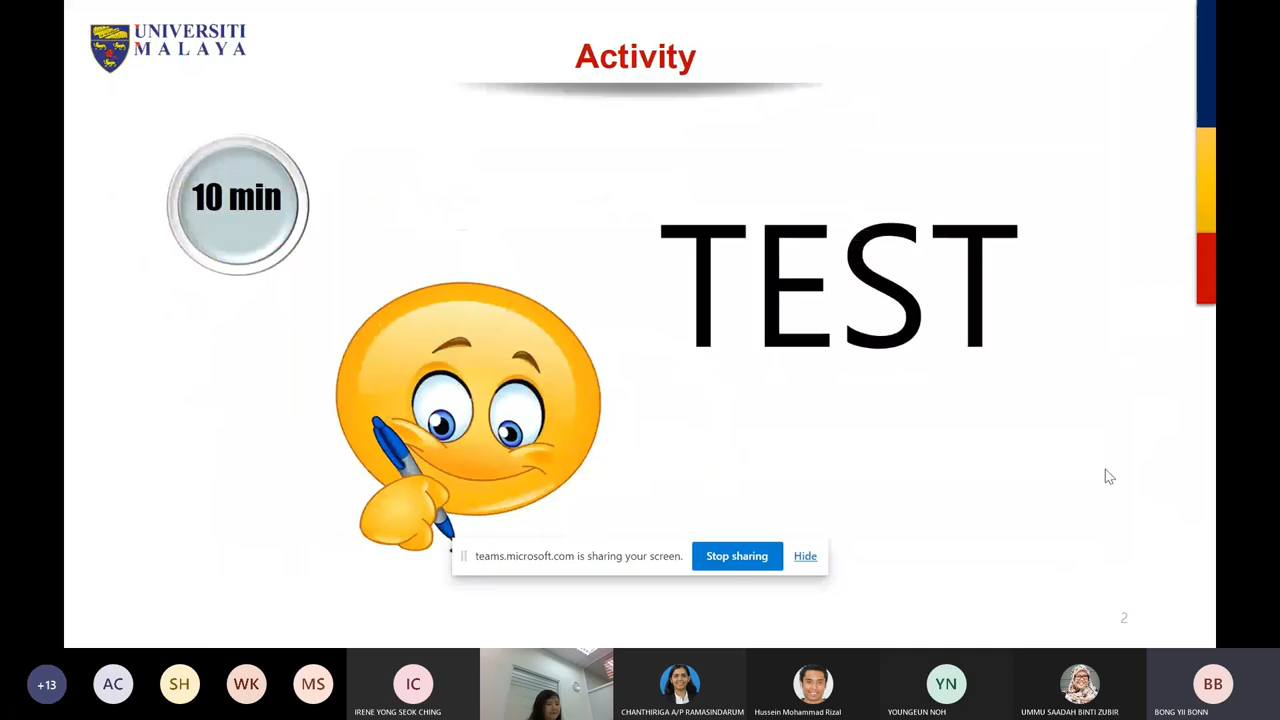 UNIVERSITI
MALAYA
Activity
10 min
TEST
teams.microsoft.com is sharing your screen.
Stop sharing
Hide
2
+13
AC
SH
WK
MS
IC
IRENE YONG SEOK CHING
CHANTHIRIGA A/P RAMASINDARUM
Hussein Mohammad Rizal
YN
YOUNGEUN NOH
UMMU SAADAH BINTI ZUBIR
BB
BONG YII BONN